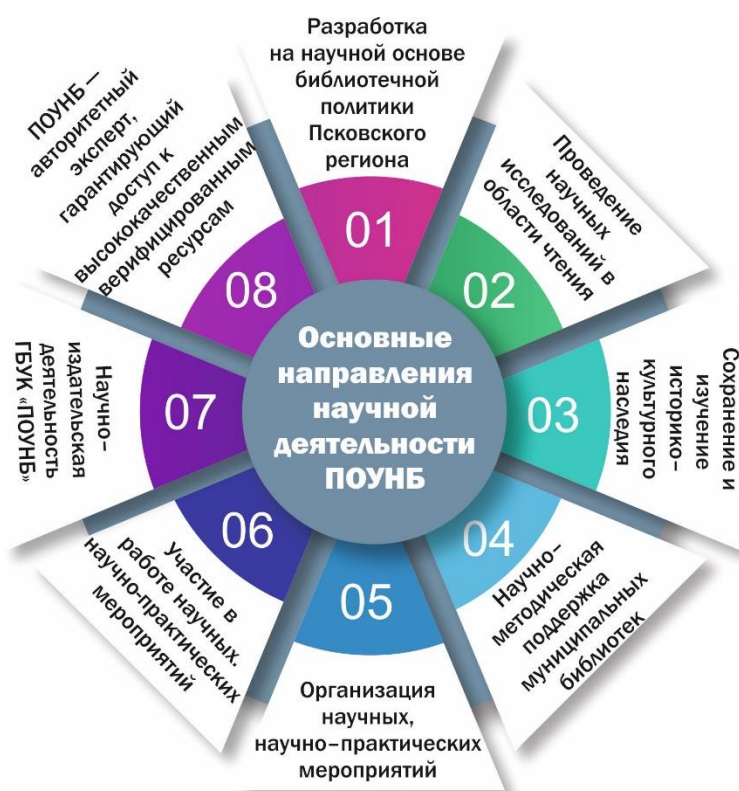 Основные
направления
научной
деятельности
ПОУНБ
01
Разработка
на научной основе
библиотечной
политики
Псковского
региона
02
Проведение
научных
исследований в
области чтения
03
Сохранение и
изучение
историко–
культурного
наследия
04
Научно–
методическая
поддержка
муниципальных
библиотек
05
Организация
научных,
научно–практических
мероприятий
06
Участие в
работе научных.
научно-практических
мероприятий
07
Научно–
издательская
деятельность
ГБУК «ПОУНБ»
08
ПОУНБ —
авторитетный
эксперт,
гарантирующий
доступ к
высококачественным
верифицированным
ресурсам